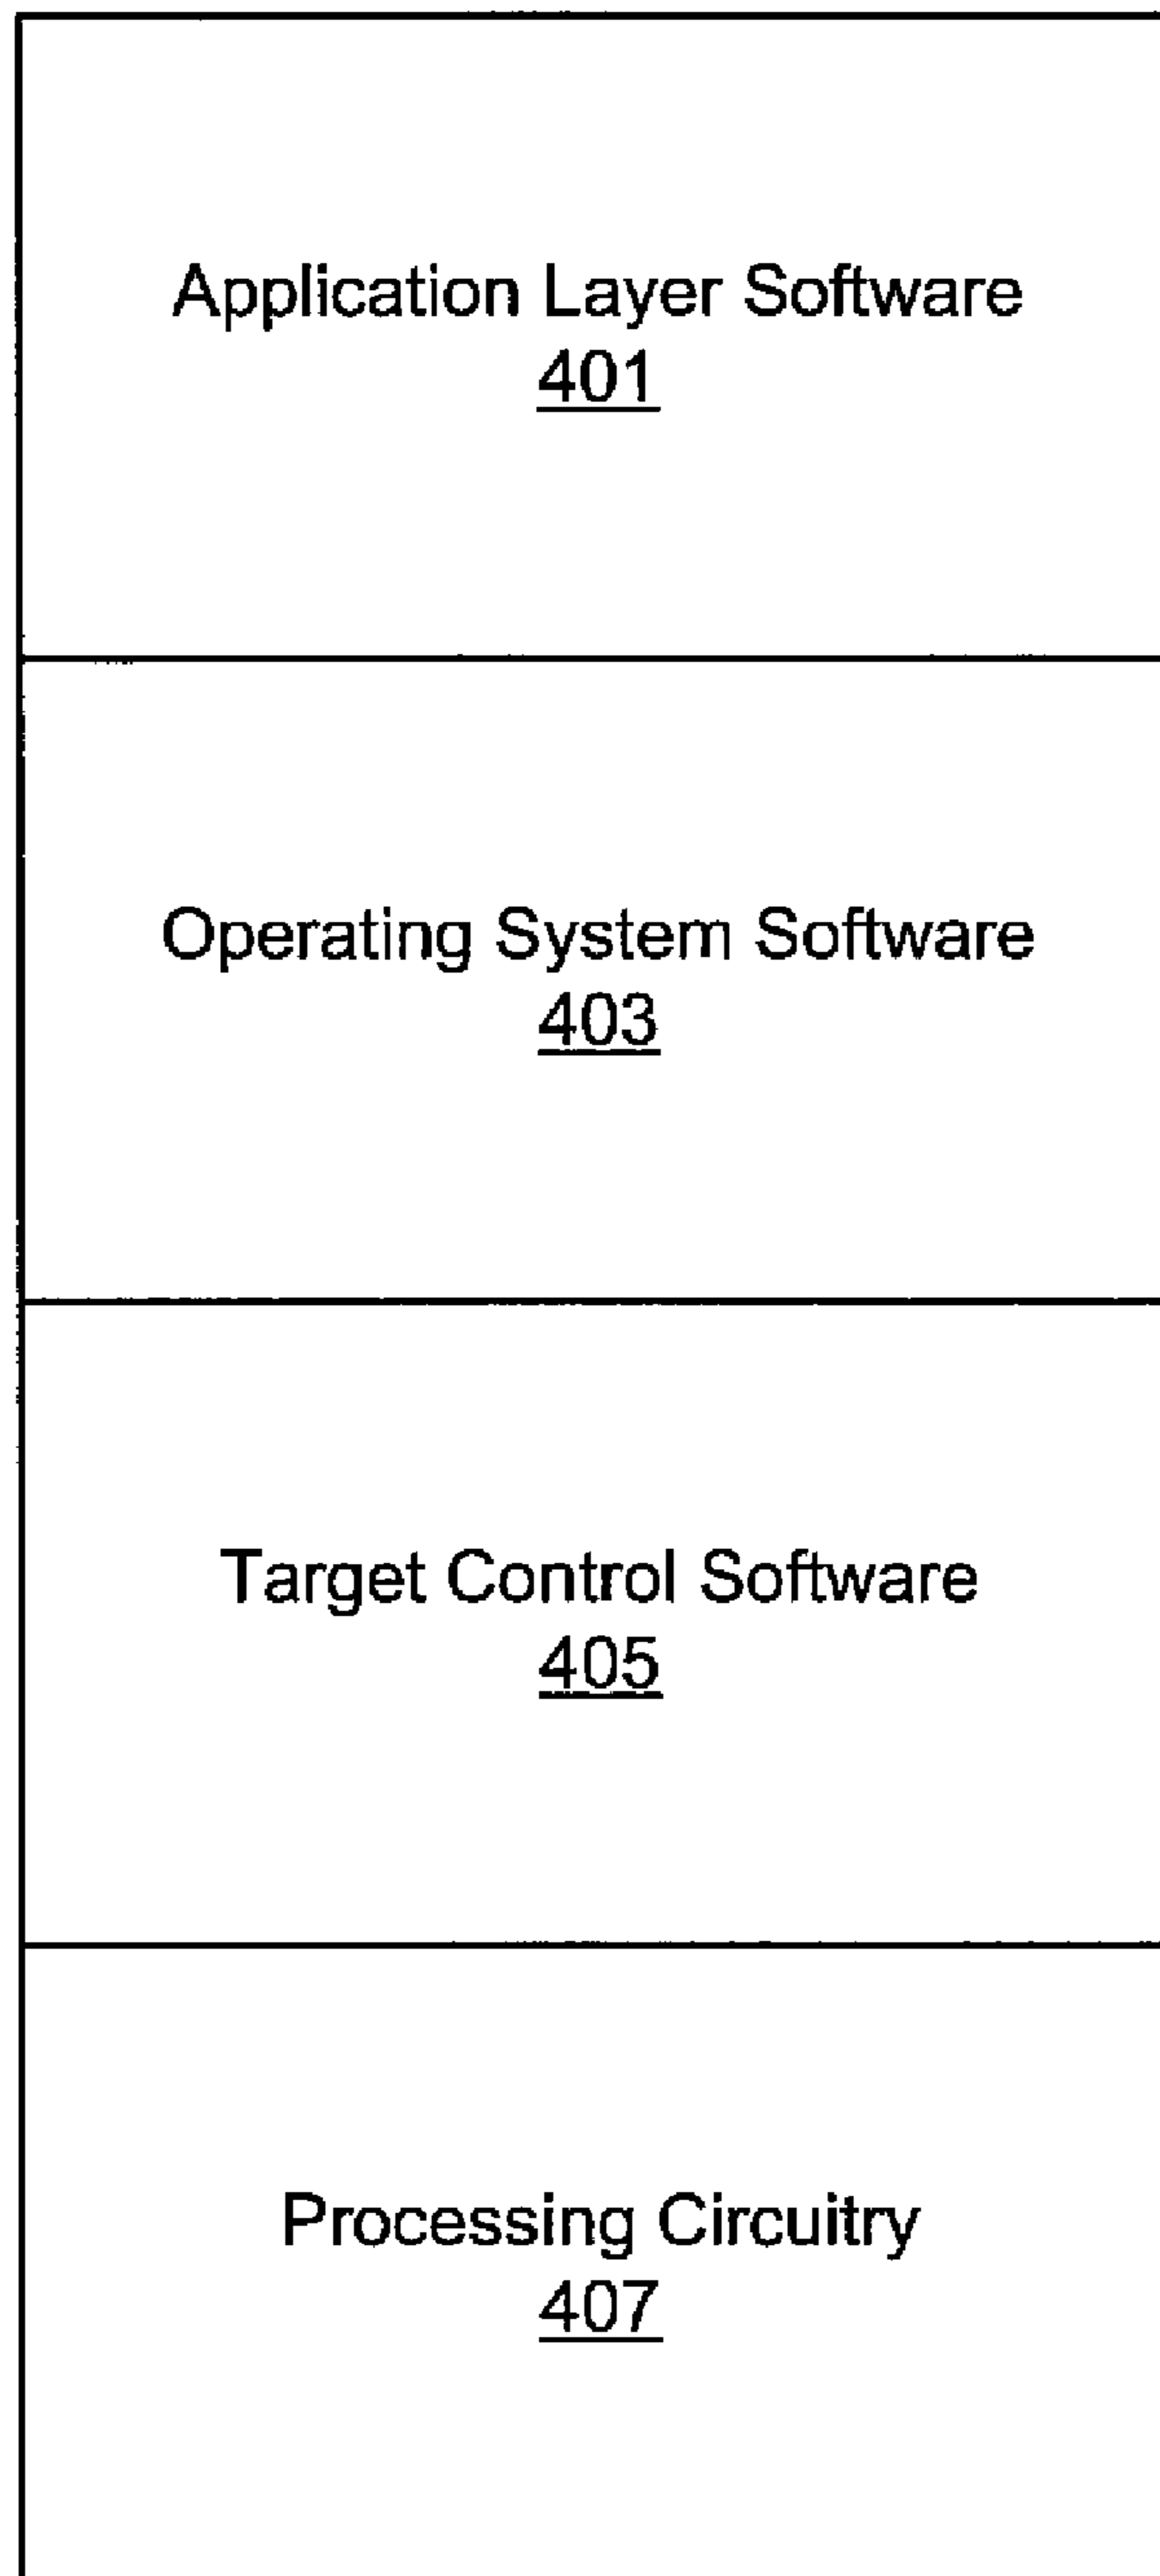 Application Layer Software
401
Operating System Software
403
Target Control Software
405
Processing Circuitry
407